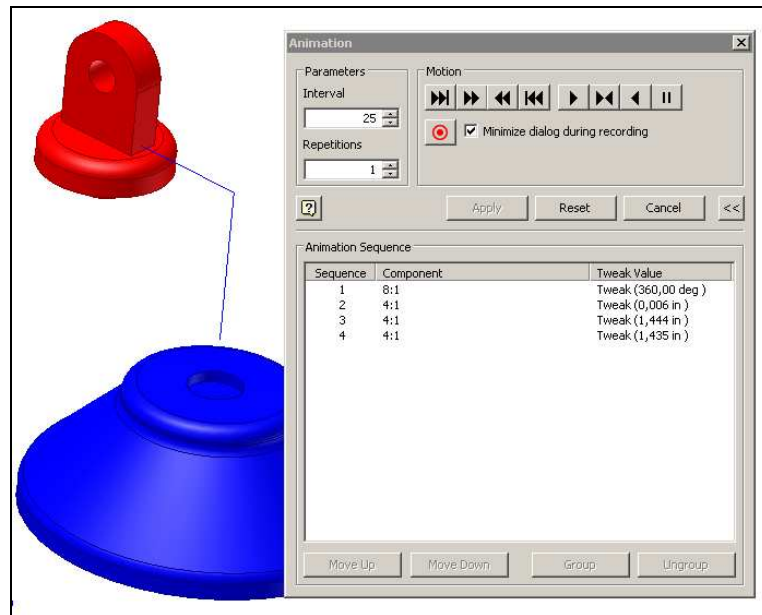 Animation
Parameters
Interval
25
Repetitions
1
Motion
Minimize dialog during recording
Apply Reset Cancel <<
Animation Sequence
Sequence Component Tweak Value
1 8:1 Tweak (360,00 deg )
2 4:1 Tweak (0,006 in )
3 4:1 Tweak (1,444 in )
4 4:1 Tweak (1,435 in )
Move Up Move Down Group Ungroup